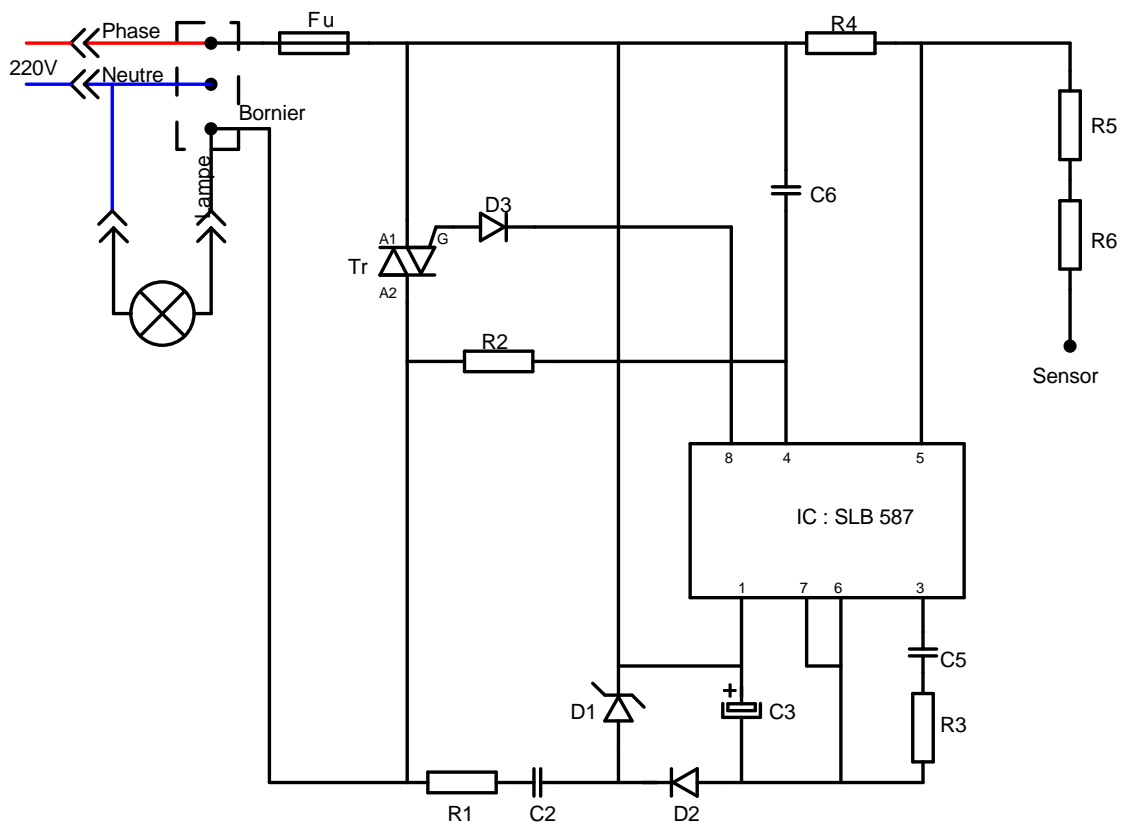 Phase
Fu
R4
220V
Neutre
Bornier
R5
Lampe
C6
D3
R6
A1
G
Tr
A2
R2
Sensor
8
4
5
IC : SLB 587
1
7
6
3
C5
+
D1
C3
R3
R1
C2
D2